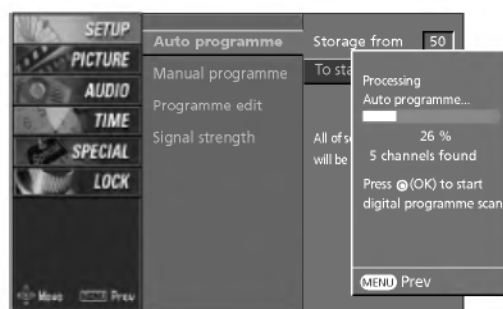 SETUP
PICTURE
AUDIO
TIME
SPECIAL
LOCK
Move MENU Prev
Auto programme
Manual programme
Programme edit
Signal strength
Storage from 50
To sta
All of se
will be
Processing
Auto programme...
26 %
5 channels found
Press (OK) to start
digital programme scan
MENU Prev